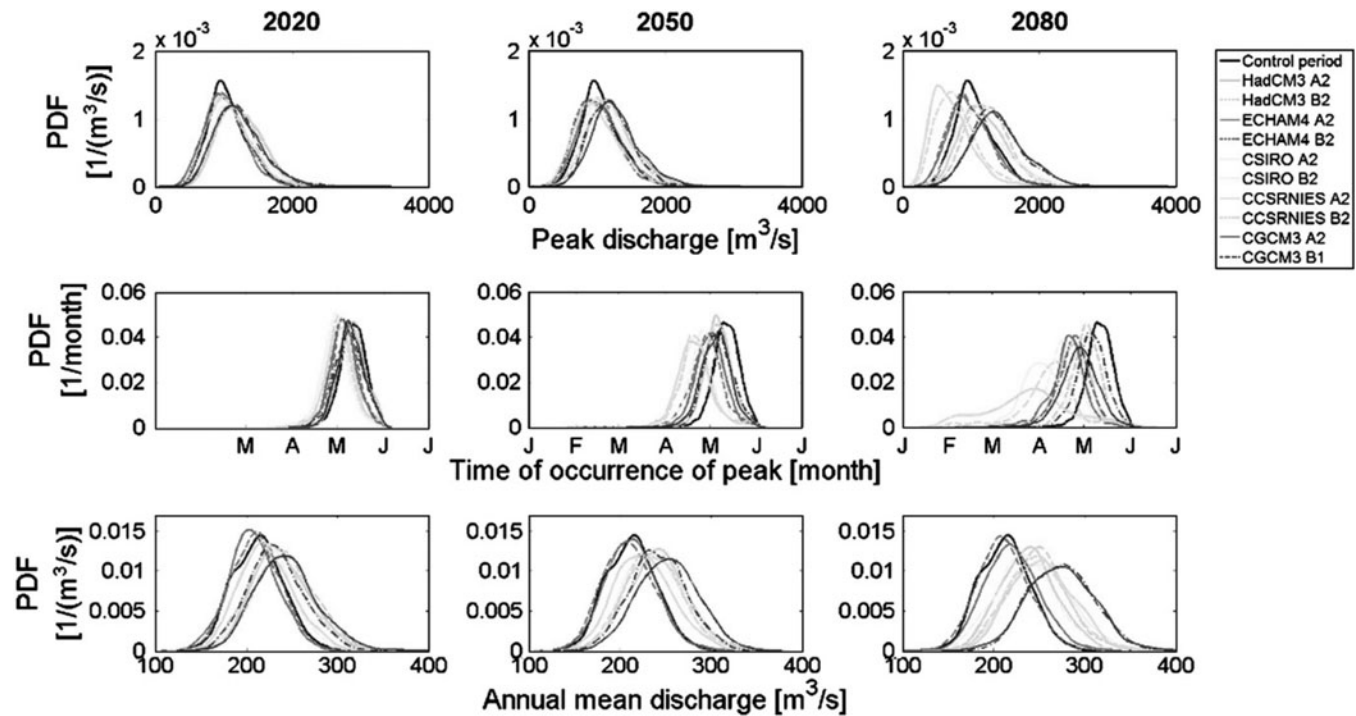 2020 2050 2080
x 10⁻³ x 10⁻³ x 10⁻³
2 2 2
1 1 1
0 0 0
PDF
[1/(m³/s)]
0 2000 4000 0 2000 4000 0 2000 4000
Peak discharge [m³/s]
Control period
HadCM3 A2
HadCM3 B2
ECHAM4 A2
ECHAM4 B2
CSIRO A2
CSIRO B2
CCSRNIES A2
CCSRNIES B2
CGCM3 A2
CGCM3 B1
0.06 0.06 0.06
0.04 0.04 0.04
0.02 0.02 0.02
0 0 0
PDF
[1/month]
M A M J J J F M A M J J J F M A M J J
Time of occurrence of peak [month]
0.015 0.015 0.015
0.01 0.01 0.01
0.005 0.005 0.005
0 0 0
PDF
[1/(m³/s)]
100 200 300 400 100 200 300 400 100 200 300 400
Annual mean discharge [m³/s]